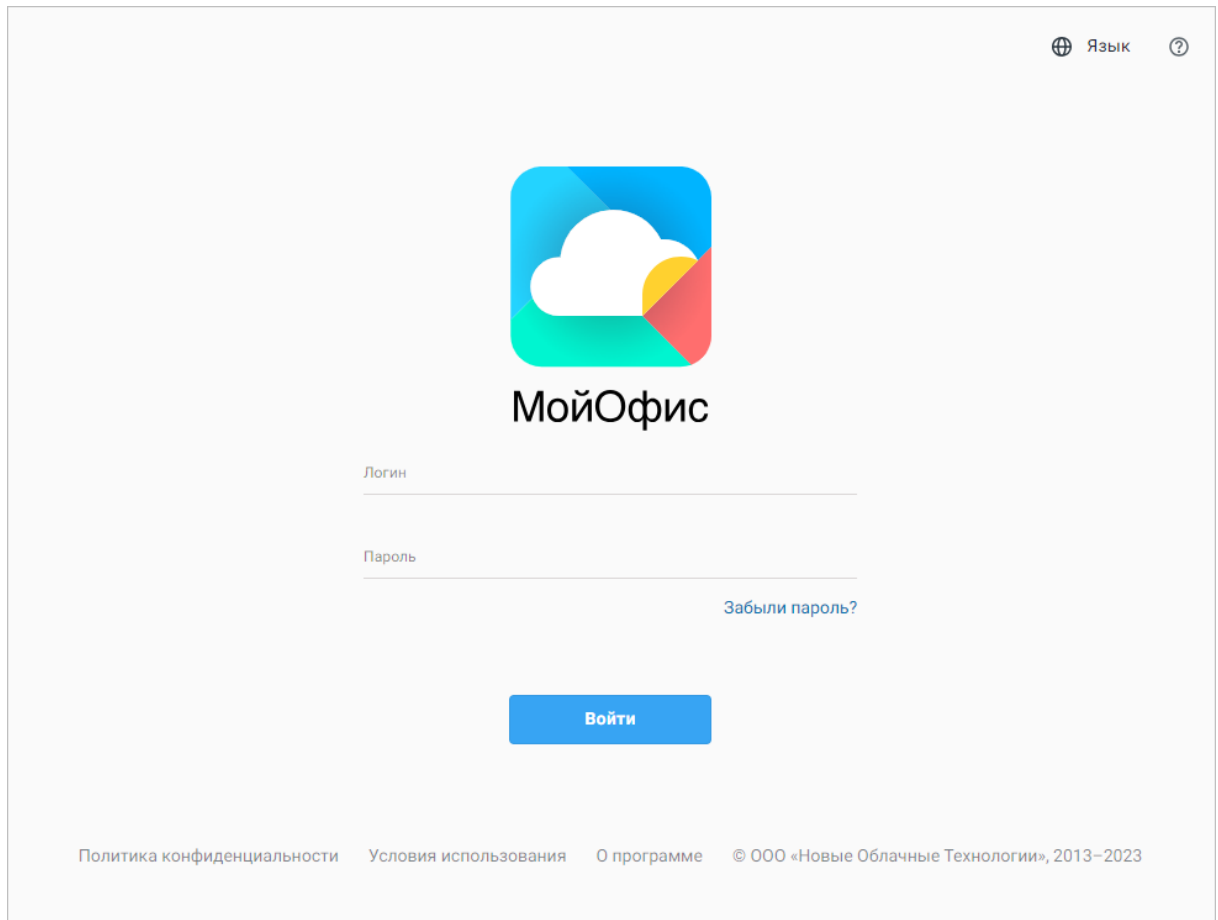 Язык
МойОфис
Логин
Пароль
Забыли пароль?
Войти
Политика конфиденциальности Условия использования О программе © ООО «Новые Облачные Технологии», 2013–2023